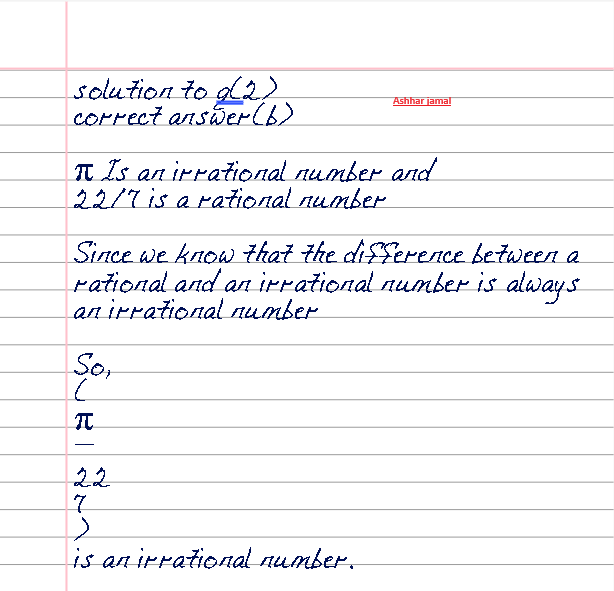 solution to q(2)
Ashhar jamal
correct answer(b)
π Is an irrational number and
22/7 is a rational number
Since we know that the difference between a
rational and an irrational number is always
an irrational number
So,
(
π
—
22
7
)
is an irrational number.